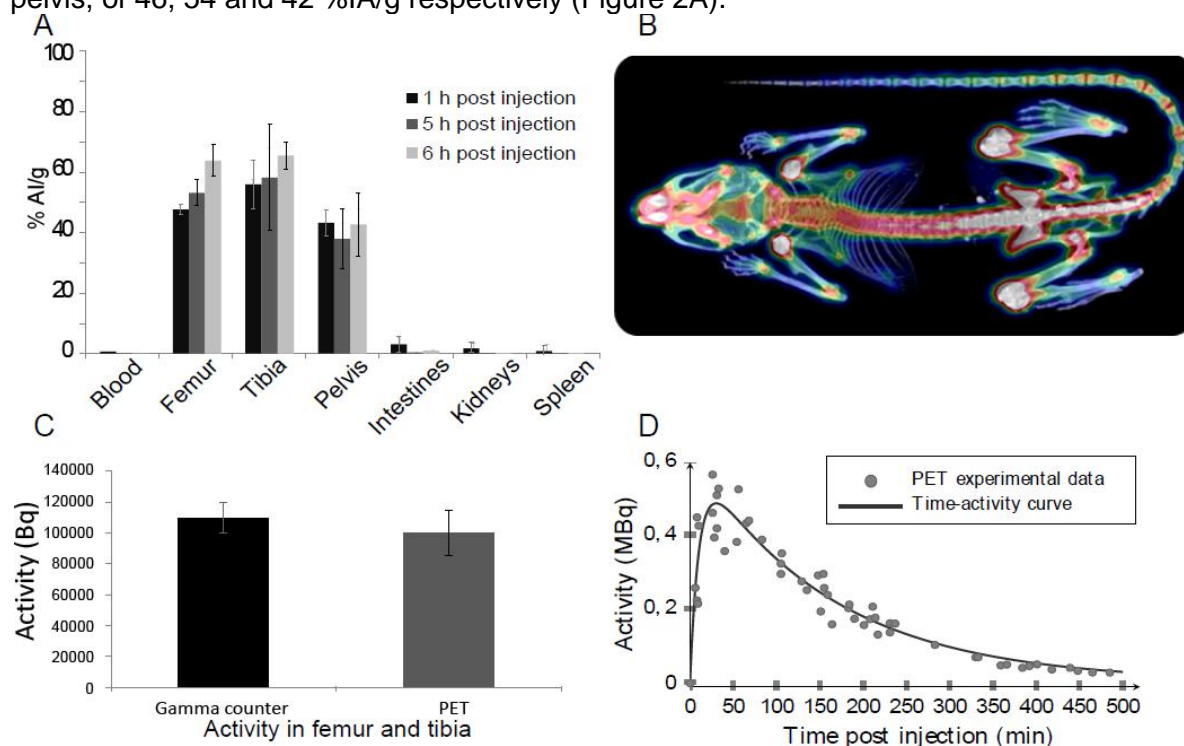 pelvis, of 46, 54 and 42 %IA/g respectively (Figure 2A).
A
100
80
60
40
20
0
% AI/g
1 h post injection
5 h post injection
6 h post injection
Blood
Femur
Tibia
Pelvis
Intestines
Kidneys
Spleen
B
C
140000
120000
100000
80000
60000
40000
20000
0
Activity (Bq)
Gamma counter
PET
Activity in femur and tibia
D
0,6
0,4
0,2
0
Activity (MBq)
PET experimental data
Time-activity curve
0 50 100 150 200 250 300 350 400 450 500
Time post injection (min)